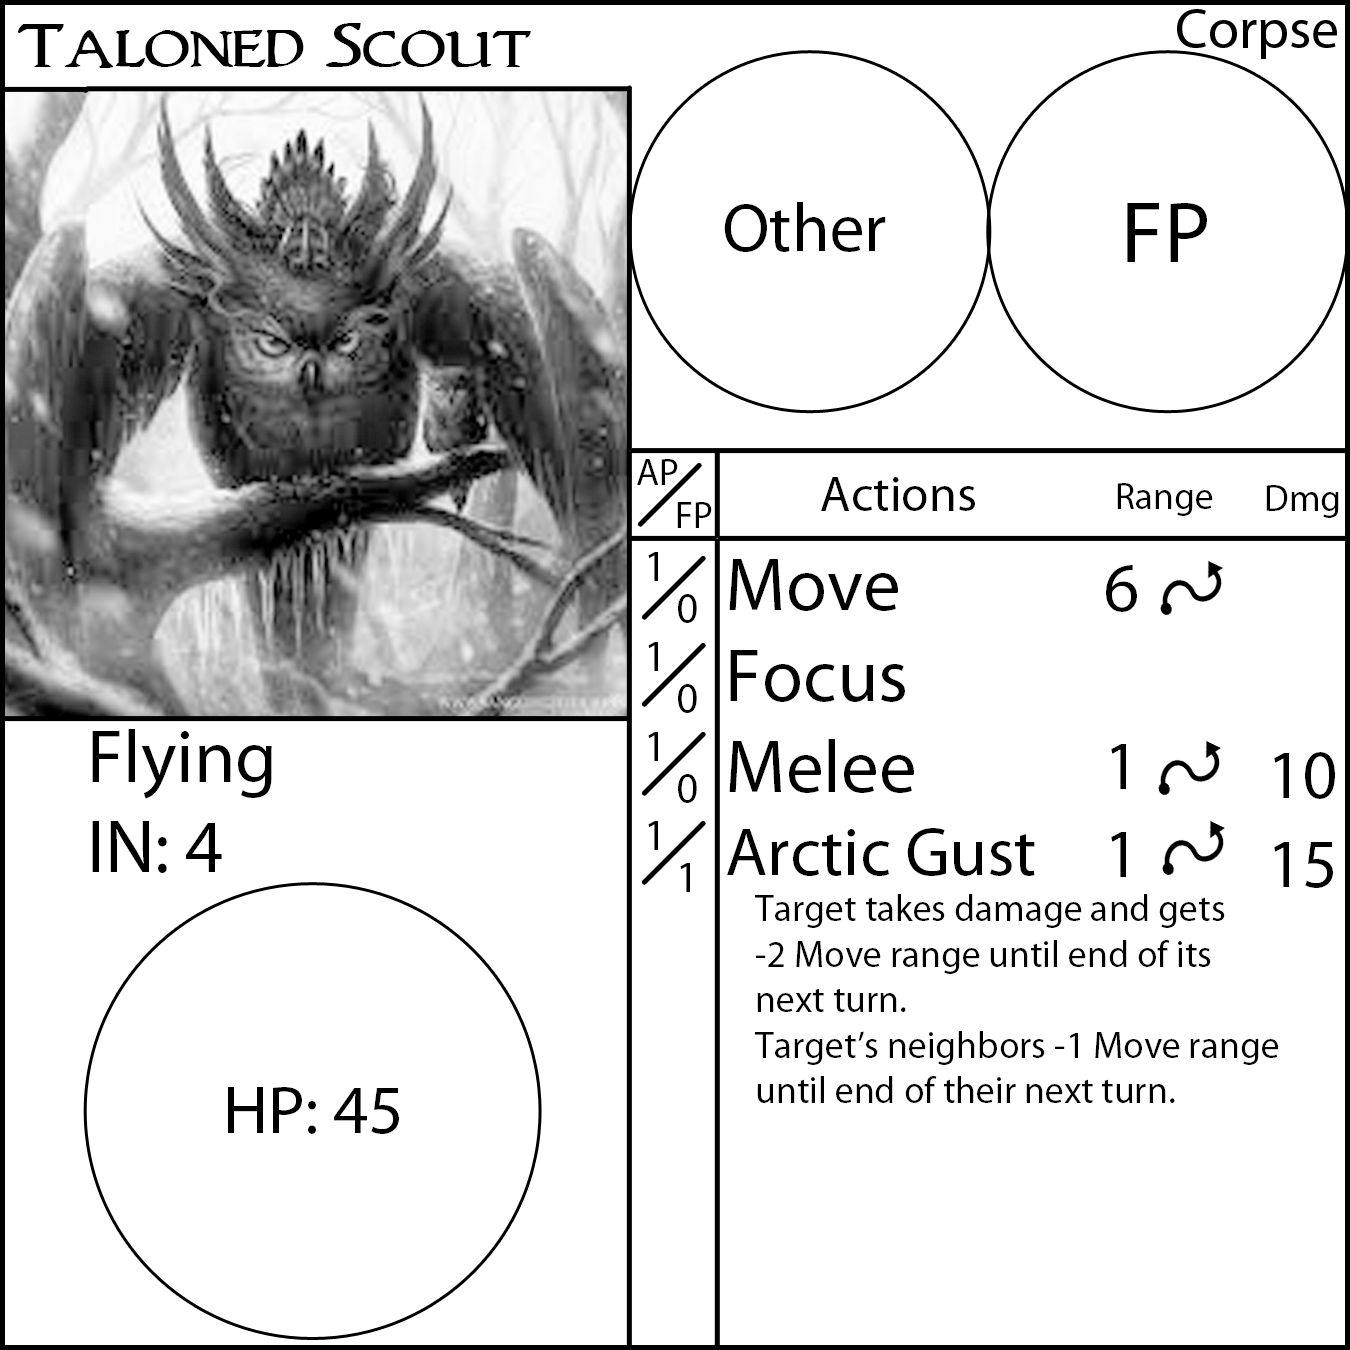 Taloned Scout
Corpse
Other
FP
AP/FP
Actions
Range
Dmg
1/0 Move 6
1/0 Focus
1/0 Melee 1 10
1/1 Arctic Gust 1 15
Target takes damage and gets
-2 Move range until end of its
next turn.
Target’s neighbors -1 Move range
until end of their next turn.
Flying
IN: 4
HP: 45